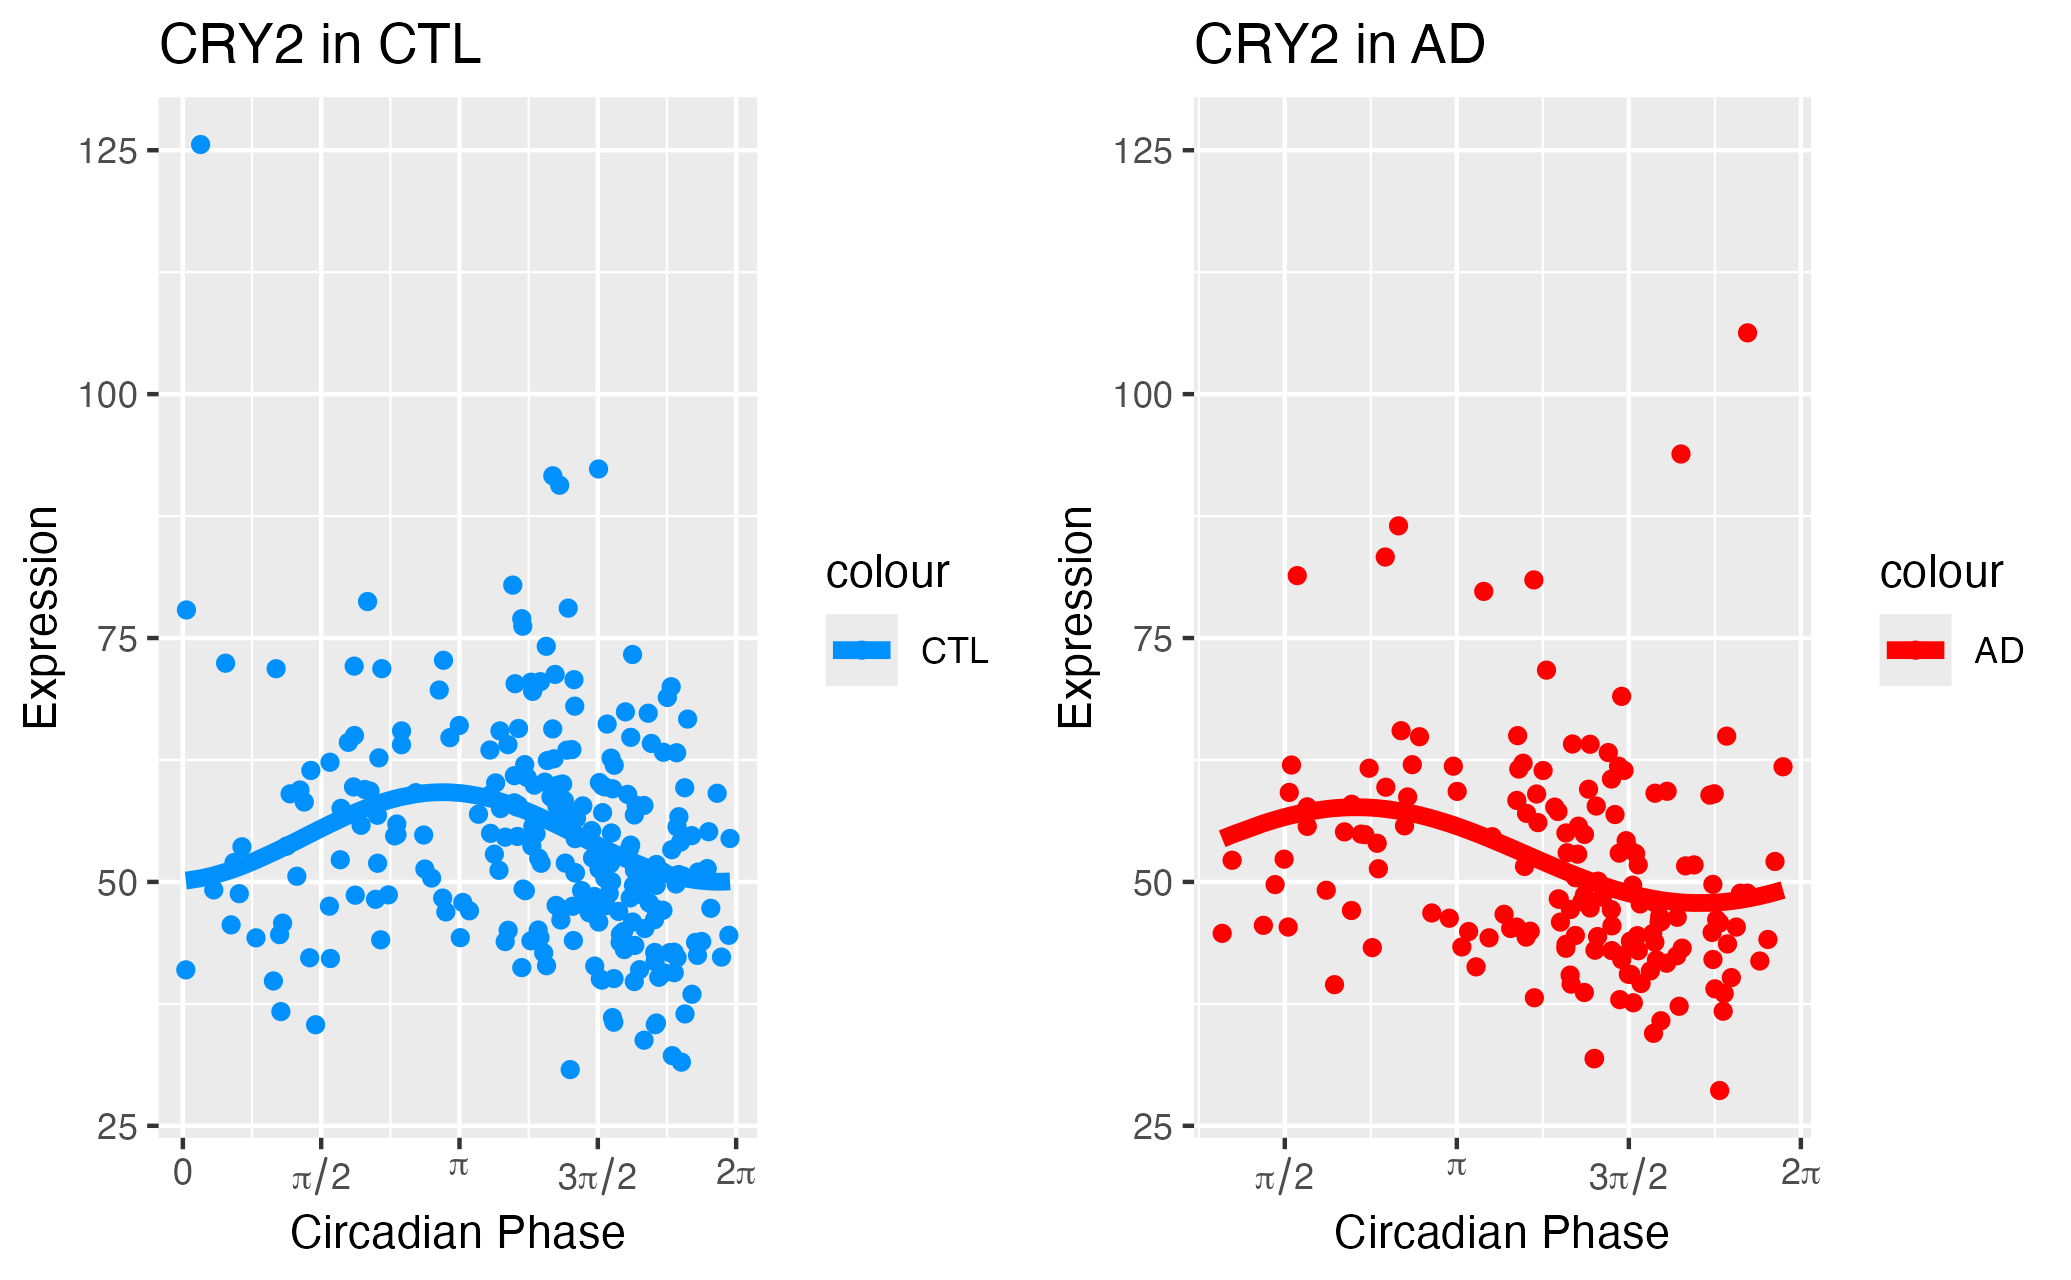 CRY2 in CTL
125
100
75
50
25
Expression
0
π/2
π
3π/2
2π
Circadian Phase
colour
CTL
CRY2 in AD
125
100
75
50
25
Expression
π/2
π
3π/2
2π
Circadian Phase
colour
AD